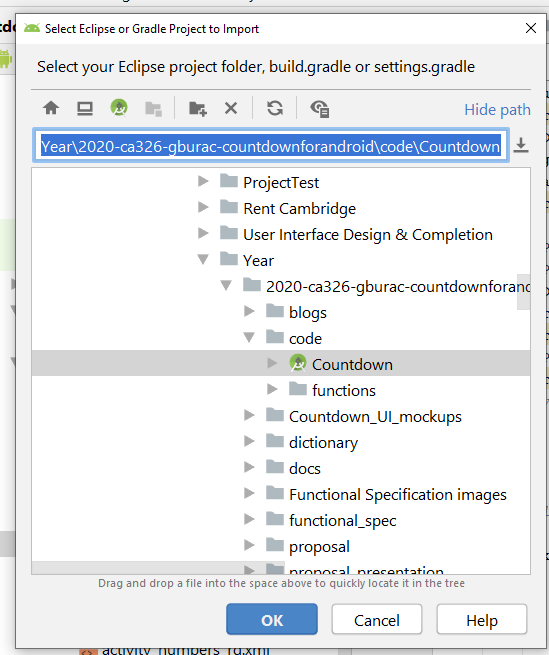 Select Eclipse or Gradle Project to Import
Select your Eclipse project folder, build.gradle or settings.gradle
Hide path
Year\2020-ca326-gburac-countdownforandroid\code\Countdown
ProjectTest
Rent Cambridge
User Interface Design & Completion
Year
2020-ca326-gburac-countdownforand
blogs
code
Countdown
functions
Countdown_UI_mockups
dictionary
docs
Functional Specification images
functional_spec
proposal
proposal_presentation
Drag and drop a file into the space above to quickly locate it in the tree
OK Cancel Help
activity_numbers_rd.xml